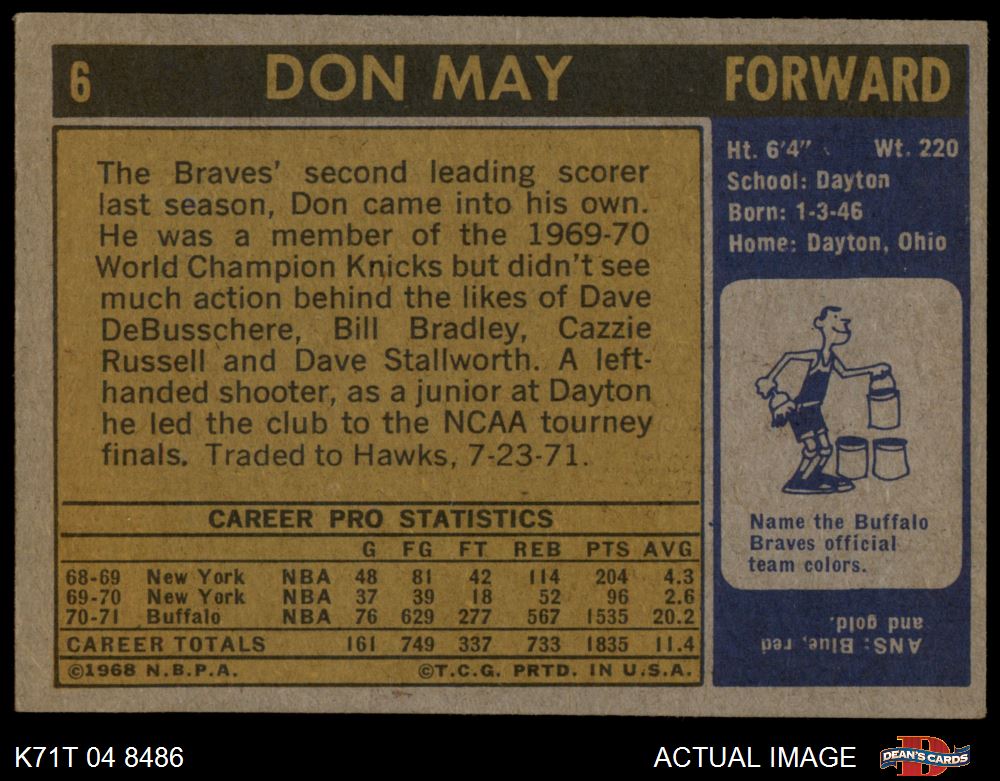 6 DON MAY FORWARD
The Braves' second leading scorer
last season, Don came into his own.
He was a member of the 1969-70
World Champion Knicks but didn't see
much action behind the likes of Dave
DeBusschere, Bill Bradley, Cazzie
Russell and Dave Stallworth. A left-
handed shooter, as a junior at Dayton
he led the club to the NCAA tourney
finals. Traded to Hawks, 7-23-71.
CAREER PRO STATISTICS
G FG FT REB PTS AVG
68-69 New York NBA 48 81 42 114 204 4.3
69-70 New York NBA 37 39 18 52 96 2.6
70-71 Buffalo NBA 76 629 277 567 1535 20.2
CAREER TOTALS 161 749 337 733 1835 11.4
©1968 N.B.P.A. ©T.C.G. PRTD. IN U.S.A.
Ht. 6'4" Wt. 220
School: Dayton
Born: 1-3-46
Home: Dayton, Ohio
Name the Buffalo
Braves official
team colors.
ANS: Blue, red
and gold.
K71T 04 8486 ACTUAL IMAGE DEAN'S CARDS